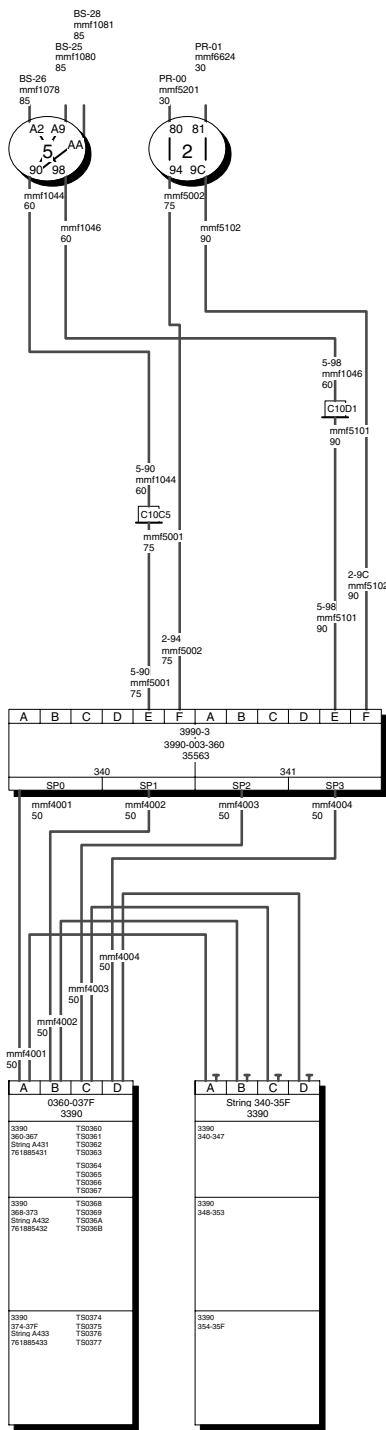 BS-28
mmf1081
85
BS-25
mmf1080
85
BS-26
mmf1078
85
PR-01
mmf6624
30
PR-00
mmf5201
30
A2 A9
AA
5
90 98
80 81
2
94 9C
mmf1044
60
mmf1046
60
mmf5002
75
mmf5102
90
5-98
mmf1046
60
C10D1
mmf5101
90
5-90
mmf1044
60
C10C5
mmf5001
75
2-9C
mmf5102
90
5-98
mmf5101
90
2-94
mmf5002
75
5-90
mmf5001
75
A B C D E F A B C D E F
3990-3
3990-003-360
35563
340 341
SP0 SP1 SP2 SP3
mmf4001
50
mmf4002
50
mmf4003
50
mmf4004
50
mmf4004
50
mmf4003
50
mmf4002
50
mmf4001
50
A B C D
0360-037F
3390
3390 TS0360
360-367 TS0361
String A431 TS0362
761885431 TS0363
TS0364
TS0365
TS0366
TS0367
3390 TS0368
368-373 TS0369
String A432 TS036A
761885432 TS036B
3390 TS0374
374-37F TS0375
String A433 TS0376
761885433 TS0377
A B C D
String 340-35F
3390
3390
340-347
3390
348-353
3390
354-35F